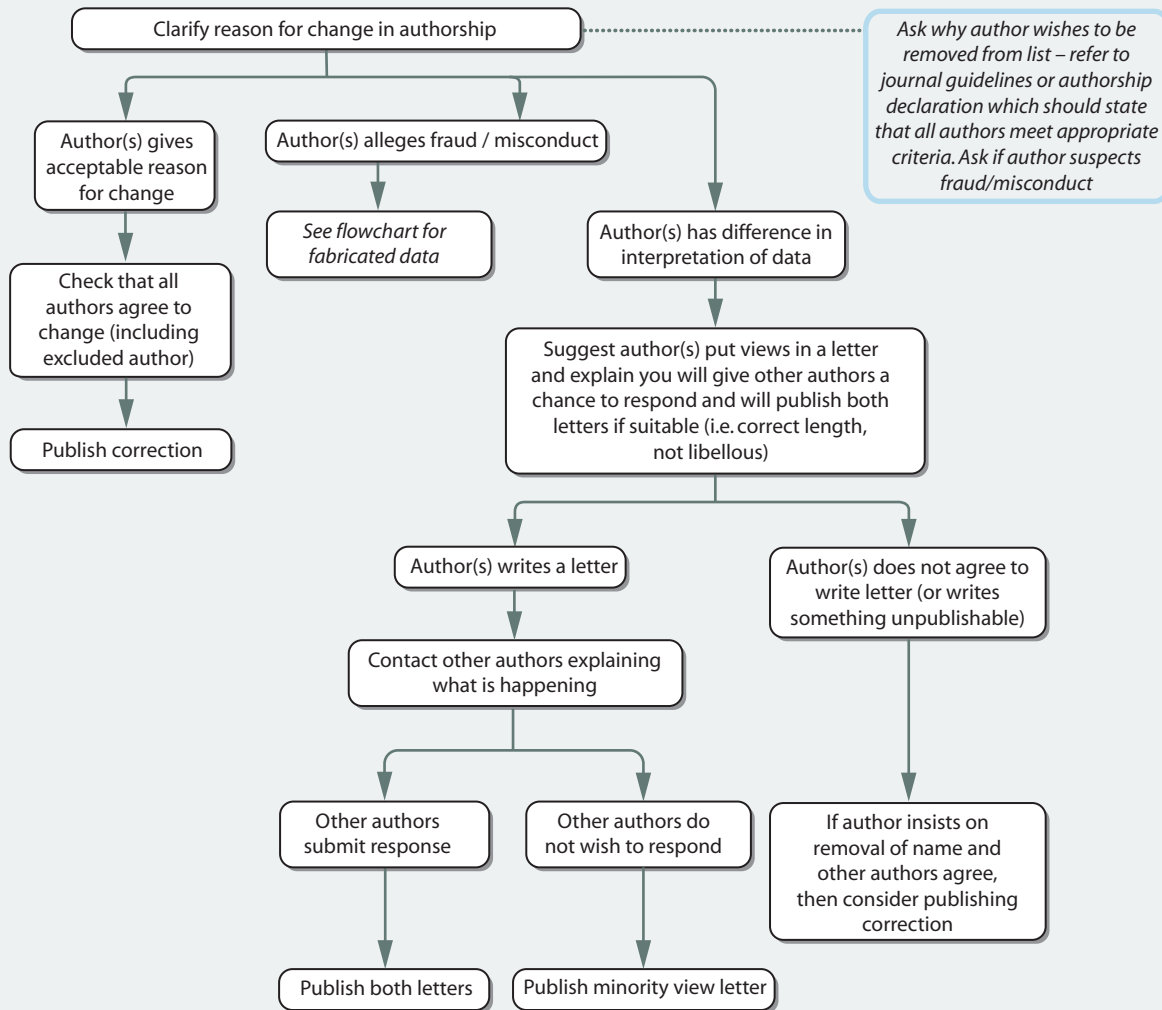 Clarify reason for change in authorship
Ask why author wishes to be
removed from list – refer to
journal guidelines or authorship
declaration which should state
that all authors meet appropriate
criteria. Ask if author suspects
fraud/misconduct
Author(s) gives
acceptable reason
for change
Author(s) alleges fraud / misconduct
See flowchart for
fabricated data
Author(s) has difference in
interpretation of data
Check that all
authors agree to
change (including
excluded author)
Publish correction
Suggest author(s) put views in a letter
and explain you will give other authors a
chance to respond and will publish both
letters if suitable (i.e. correct length,
not libellous)
Author(s) writes a letter
Author(s) does not agree to
write letter (or writes
something unpublishable)
Contact other authors explaining
what is happening
Other authors
submit response
Other authors do
not wish to respond
If author insists on
removal of name and
other authors agree,
then consider publishing
correction
Publish both letters
Publish minority view letter